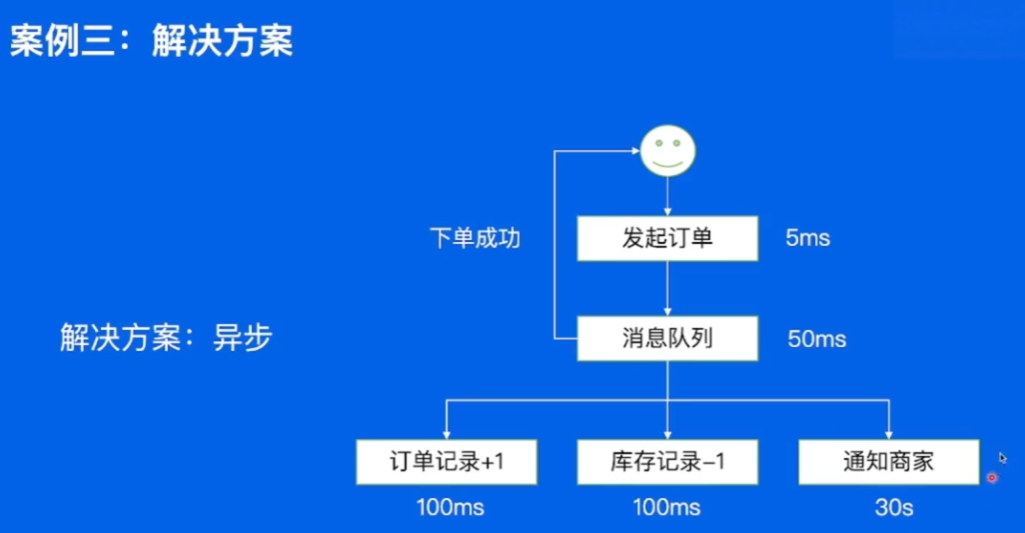 案例三：解决方案
下单成功
发起订单
5ms
解决方案：异步
消息队列
50ms
订单记录+1
库存记录-1
通知商家
100ms
100ms
30s